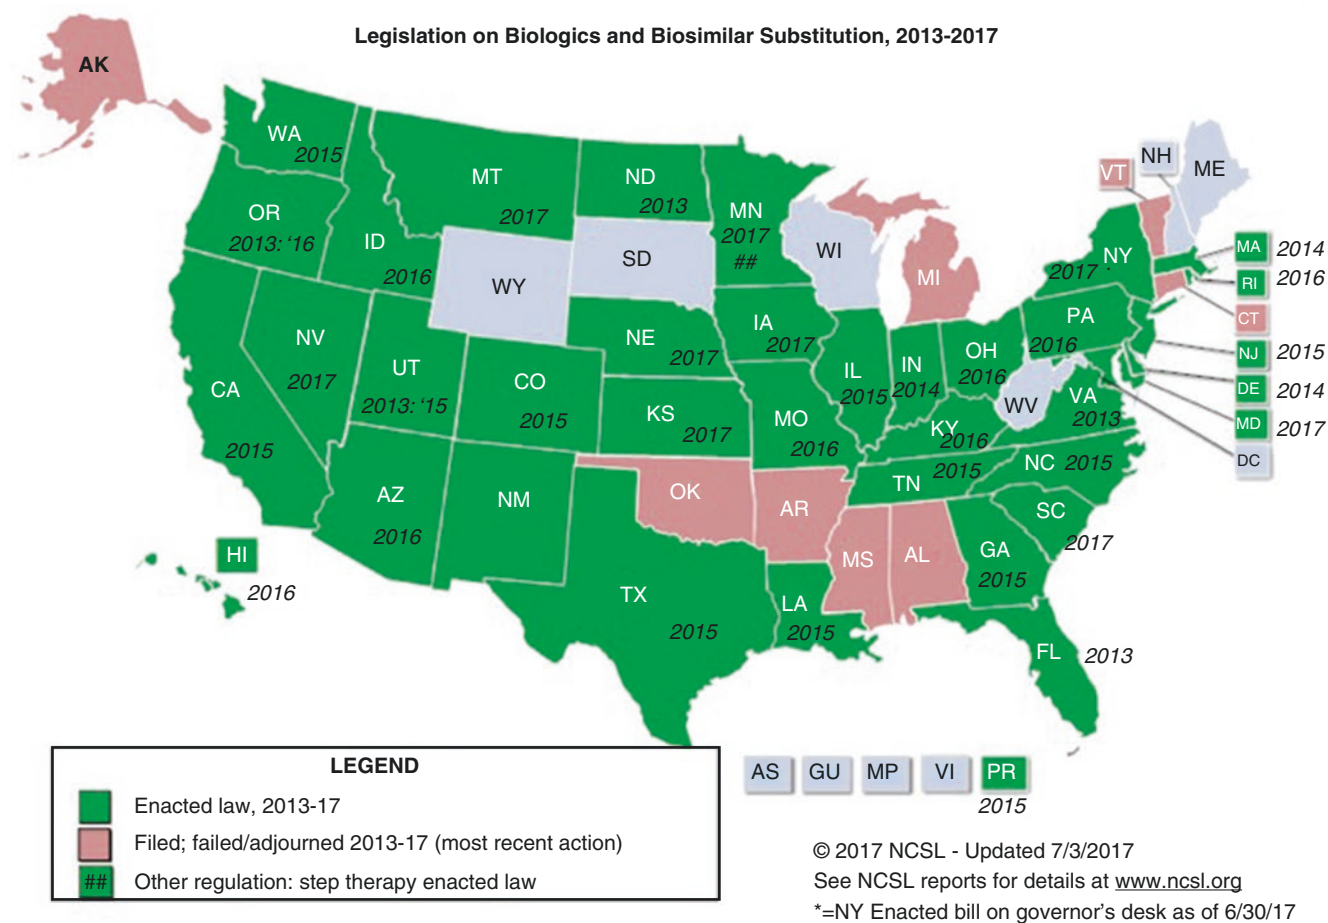 Legislation on Biologics and Biosimilar Substitution, 2013-2017
AK
WA
2015
MT
2017
ND
2013
MN
2017
##
OR
2013: ‘16
ID
2016
WY
SD
WI
MI
VT
NH
ME
NY
2017 .
MA 2014
RI 2016
CT
NJ 2015
DE 2014
MD 2017
DC
NV
2017
UT
2013: ‘15
CA
2015
CO
2015
NE
2017
IA
2017
KS
2017
MO
2016
IL
2015
IN
2014
OH
2016
PA
2016
WV
VA
2013
KY
2016
TN
2015
NC 2015
SC
2017
AZ
2016
NM
OK
AR
MS
AL
GA
2015
TX
2015
LA
2015
FL 2013
HI
2016
AS GU MP VI PR
2015
LEGEND
Enacted law, 2013-17
Filed; failed/adjourned 2013-17 (most recent action)
## Other regulation: step therapy enacted law
© 2017 NCSL - Updated 7/3/2017
See NCSL reports for details at www.ncsl.org
*=NY Enacted bill on governor's desk as of 6/30/17